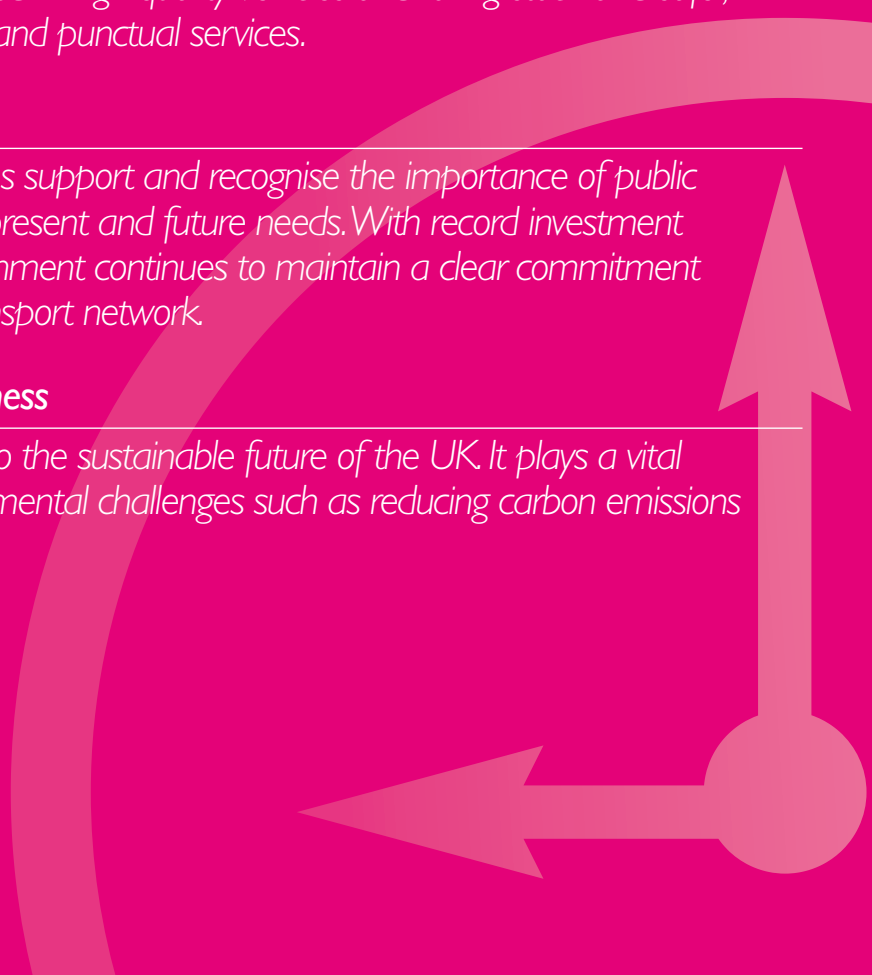 and punctual services.
s support and recognise the importance of public
resent and future needs. With record investment
nment continues to maintain a clear commitment
nsport network.
ness
o the sustainable future of the UK. It plays a vital
mental challenges such as reducing carbon emissions